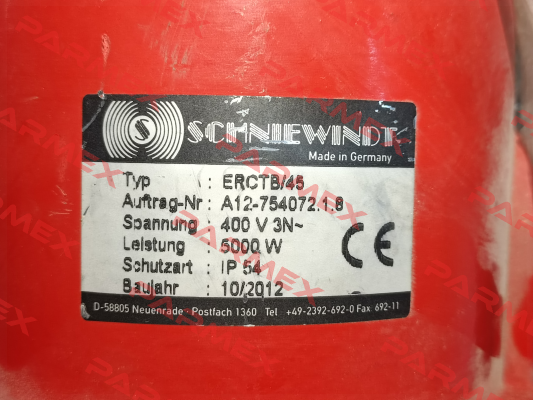 SCHNIEWINDT
Made in Germany
Typ : ERCTB/45
Auftrag-Nr : A12-754072.1.8
Spannung : 400 V 3N~
Leistung : 5000 W
Schutzart : IP 54
Baujahr : 10/2012
CE
D-58805 Neuenrade · Postfach 1360 Tel +49-2392-692-0 Fax 692-11
PARMEX